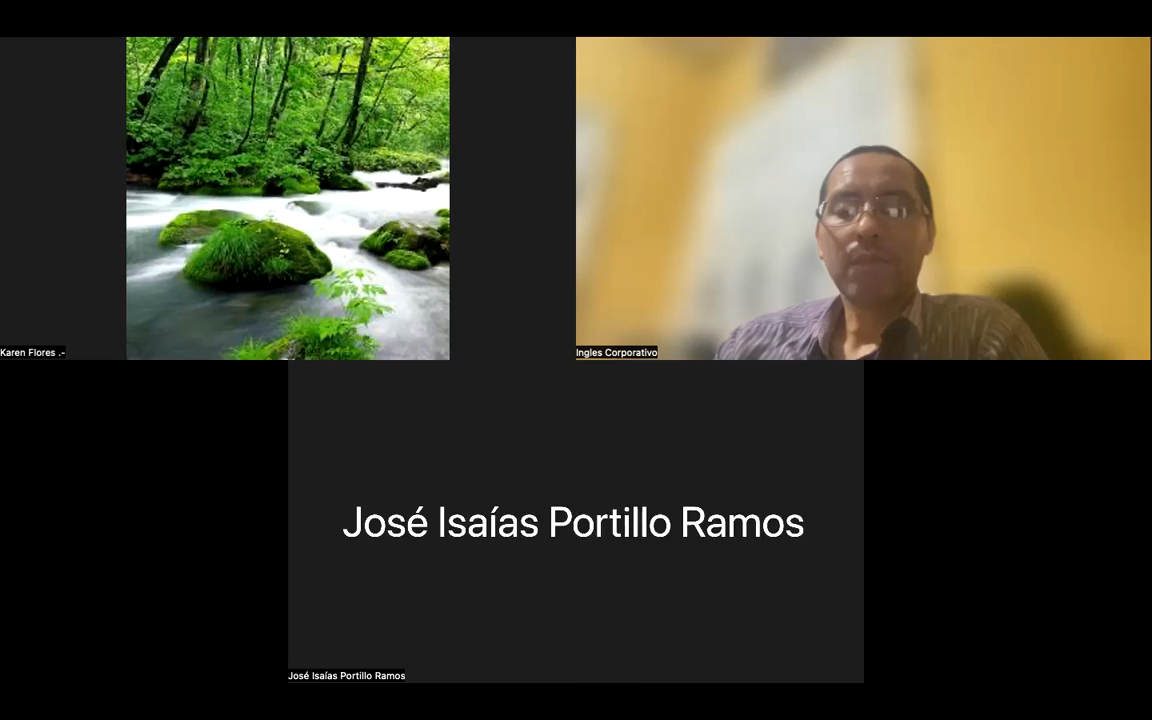 Karen Flores .-
Ingles Corporativo
José Isaías Portillo Ramos
José Isaías Portillo Ramos